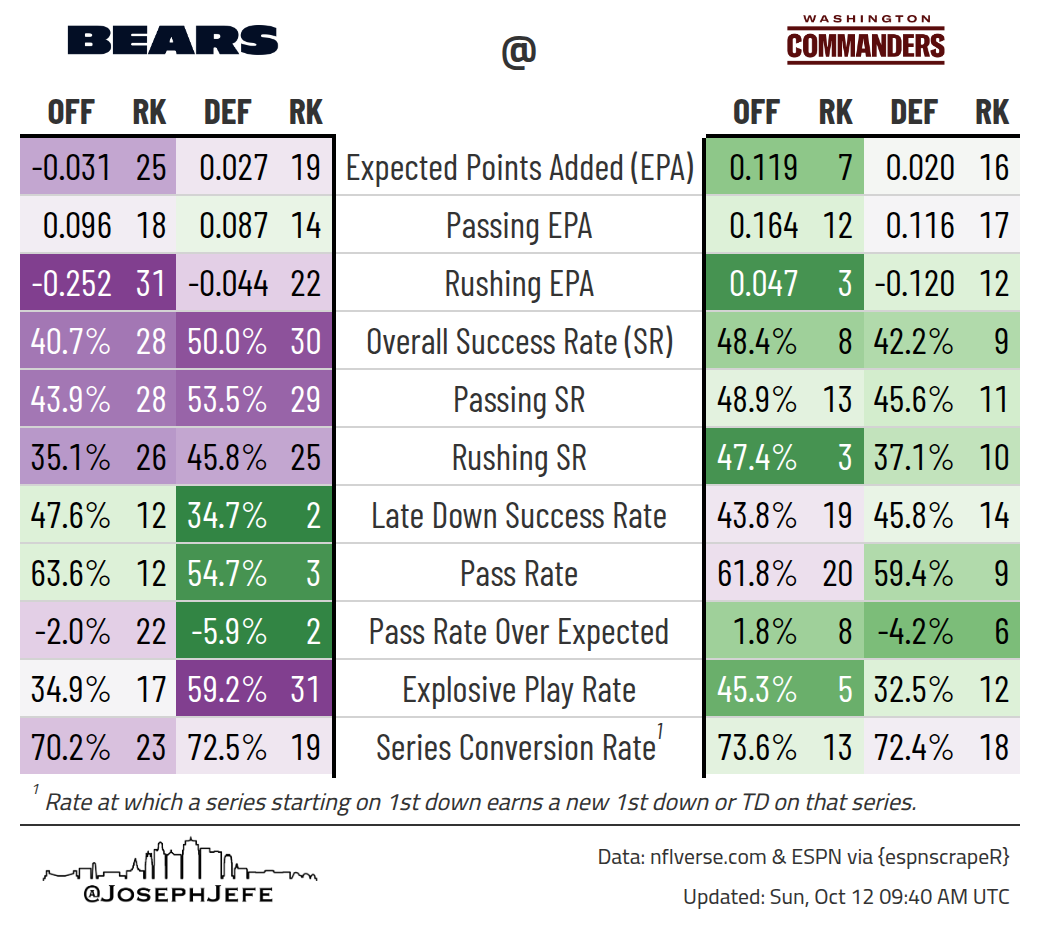 BEARS @ WASHINGTON COMMANDERS
OFF RK DEF RK OFF RK DEF RK
-0.031 25 0.027 19 Expected Points Added (EPA) 0.119 7 0.020 16
0.096 18 0.087 14 Passing EPA 0.164 12 0.116 17
-0.252 31 -0.044 22 Rushing EPA 0.047 3 -0.120 12
40.7% 28 50.0% 30 Overall Success Rate (SR) 48.4% 8 42.2% 9
43.9% 28 53.5% 29 Passing SR 48.9% 13 45.6% 11
35.1% 26 45.8% 25 Rushing SR 47.4% 3 37.1% 10
47.6% 12 34.7% 2 Late Down Success Rate 43.8% 19 45.8% 14
63.6% 12 54.7% 3 Pass Rate 61.8% 20 59.4% 9
-2.0% 22 -5.9% 2 Pass Rate Over Expected 1.8% 8 -4.2% 6
34.9% 17 59.2% 31 Explosive Play Rate 45.3% 5 32.5% 12
70.2% 23 72.5% 19 Series Conversion Rate1 73.6% 13 72.4% 18
1 Rate at which a series starting on 1st down earns a new 1st down or TD on that series.
@JOSEPHJEFE
Data: nflverse.com & ESPN via {espnscrapeR}
Updated: Sun, Oct 12 09:40 AM UTC